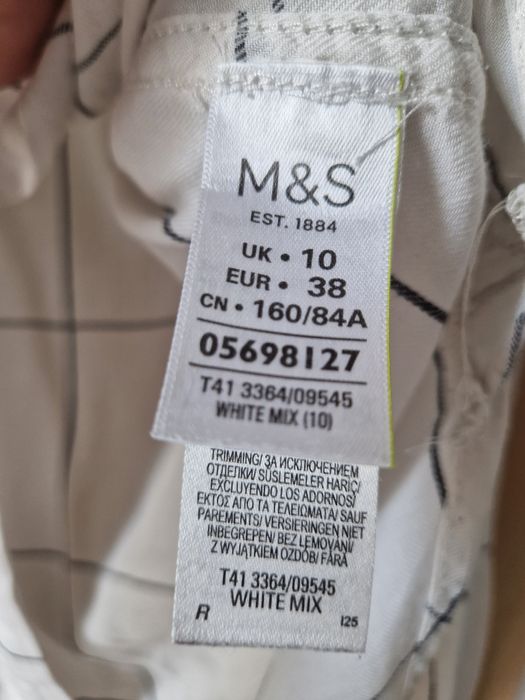 M&S
EST. 1884
UK • 10
EUR • 38
CN • 160/84A
05698127
T41 3364/09545
WHITE MIX (10)
TRIMMING/ ЗА ИСКЛЮЧЕНИЕМ
ОТДЕЛКИ/ SÜSLEMELER HARİÇ/
EXCLUYENDO LOS ADORNOS/
ΕΚΤΟΣ ΑΠΟ ΤΑ ΤΕΛΕΙΩΜΑΤΑ/ SAUF
PAREMENTS/ VERSIERINGEN NIET
INBEGREPEN/ BEZ LEMOVÁNÍ/
Z WYJĄTKIEM OZDÓB/ FARA
T41 3364/09545
WHITE MIX
R
I25